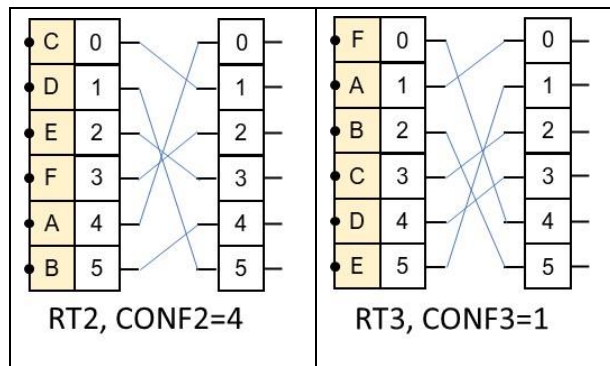 C 0 0
D 1 1
E 2 2
F 3 3
A 4 4
B 5 5
RT2, CONF2=4
F 0 0
A 1 1
B 2 2
C 3 3
D 4 4
E 5 5
RT3, CONF3=1